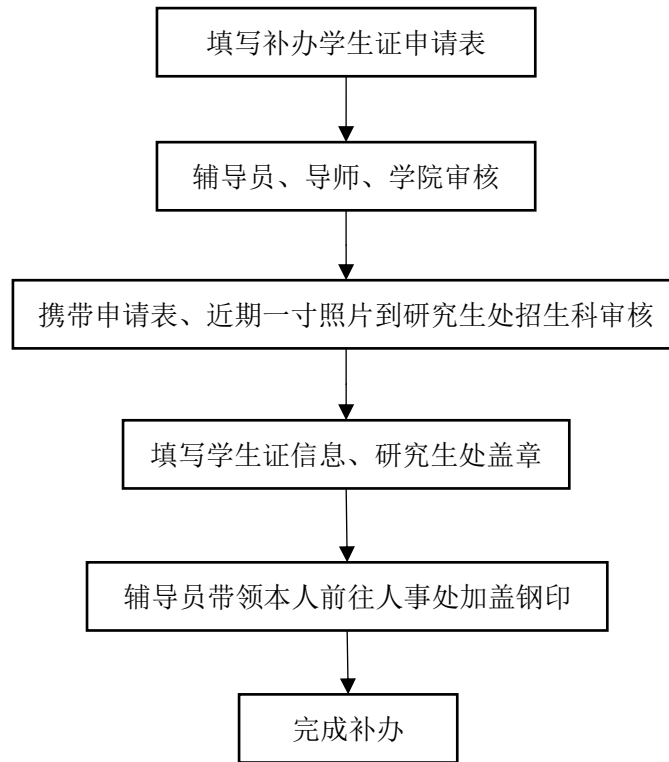 填写补办学生证申请表
辅导员、导师、学院审核
携带申请表、近期一寸照片到研究生处招生科审核
填写学生证信息、研究生处盖章
辅导员带领本人前往人事处加盖钢印
完成补办